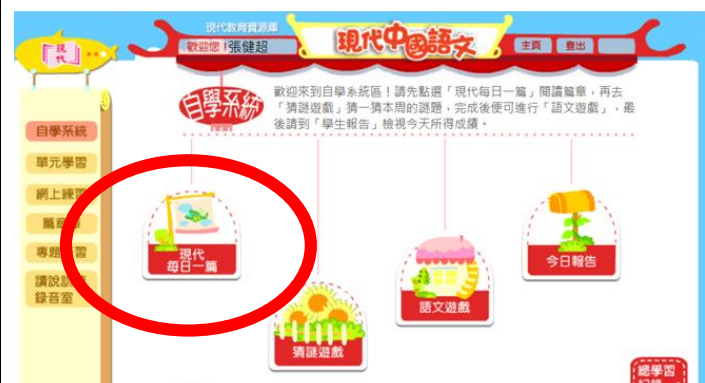 現代教育資源庫
歡迎您！張健超
現代中國語文
主頁
登出
現代
自學系統
歡迎來到自學系統區！請先點選「現代每日一篇」閱讀篇章，再去
「猜謎遊戲」猜一猜本周的謎題，完成後便可進行「語文遊戲」，最
後請到「學生報告」檢視今天所得成績。
自學系統
單元學習
網上練
篇
專題習
讀說
錄音室
現代
每日一篇
猜謎遊戲
語文遊戲
今日報告
總學習